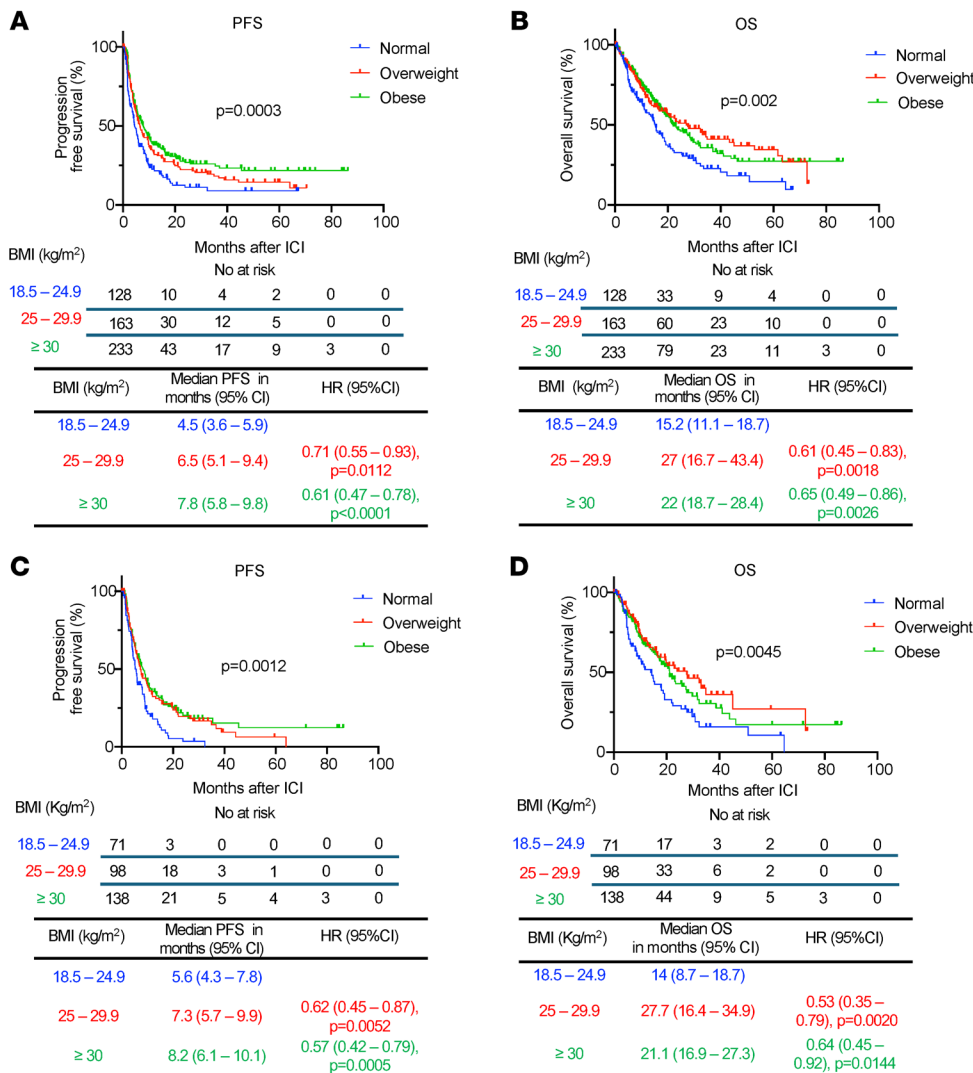 A
PFS
Progression
free survival (%)
100
50
0
0 20 40 60 80 100
Months after ICI
p=0.0003
Normal
Overweight
Obese
BMI (kg/m²)
No at risk
18.5 – 24.9 128 10 4 2 0 0
25 – 29.9 163 30 12 5 0 0
≥ 30 233 43 17 9 3 0
BMI (kg/m²) Median PFS in months (95% CI) HR (95%CI)
18.5 – 24.9 4.5 (3.6 – 5.9)
25 – 29.9 6.5 (5.1 – 9.4) 0.71 (0.55 – 0.93), p=0.0112
≥ 30 7.8 (5.8 – 9.8) 0.61 (0.47 – 0.78), p<0.0001
B
OS
Overall survival (%)
100
50
0
0 20 40 60 80 100
Months after ICI
p=0.002
Normal
Overweight
Obese
BMI (kg/m²)
No at risk
18.5 – 24.9 128 33 9 4 0 0
25 – 29.9 163 60 23 10 0 0
≥ 30 233 79 23 11 3 0
BMI (kg/m²) Median OS in months (95% CI) HR (95%CI)
18.5 – 24.9 15.2 (11.1 – 18.7)
25 – 29.9 27 (16.7 – 43.4) 0.61 (0.45 – 0.83), p=0.0018
≥ 30 22 (18.7 – 28.4) 0.65 (0.49 – 0.86), p=0.0026
C
PFS
Progression
free survival (%)
100
50
0
0 20 40 60 80 100
Months after ICI
p=0.0012
Normal
Overweight
Obese
BMI (Kg/m²)
No at risk
18.5 – 24.9 71 3 0 0 0 0
25 – 29.9 98 18 3 1 0 0
≥ 30 138 21 5 4 3 0
BMI (kg/m²) Median PFS in months (95% CI) HR (95%CI)
18.5 – 24.9 5.6 (4.3 – 7.8)
25 – 29.9 7.3 (5.7 – 9.9) 0.62 (0.45 – 0.87), p=0.0052
≥ 30 8.2 (6.1 – 10.1) 0.57 (0.42 – 0.79), p=0.0005
D
OS
Overall survival (%)
100
50
0
0 20 40 60 80 100
Months after ICI
p=0.0045
Normal
Overweight
Obese
BMI (Kg/m²)
No at risk
18.5 – 24.9 71 17 3 2 0 0
25 – 29.9 98 33 6 2 0 0
≥ 30 138 44 9 5 3 0
BMI (Kg/m²) Median OS in months (95% CI) HR (95%CI)
18.5 – 24.9 14 (8.7 – 18.7)
25 – 29.9 27.7 (16.4 – 34.9) 0.53 (0.35 – 0.79), p=0.0020
≥ 30 21.1 (16.9 – 27.3) 0.64 (0.45 – 0.92), p=0.0144